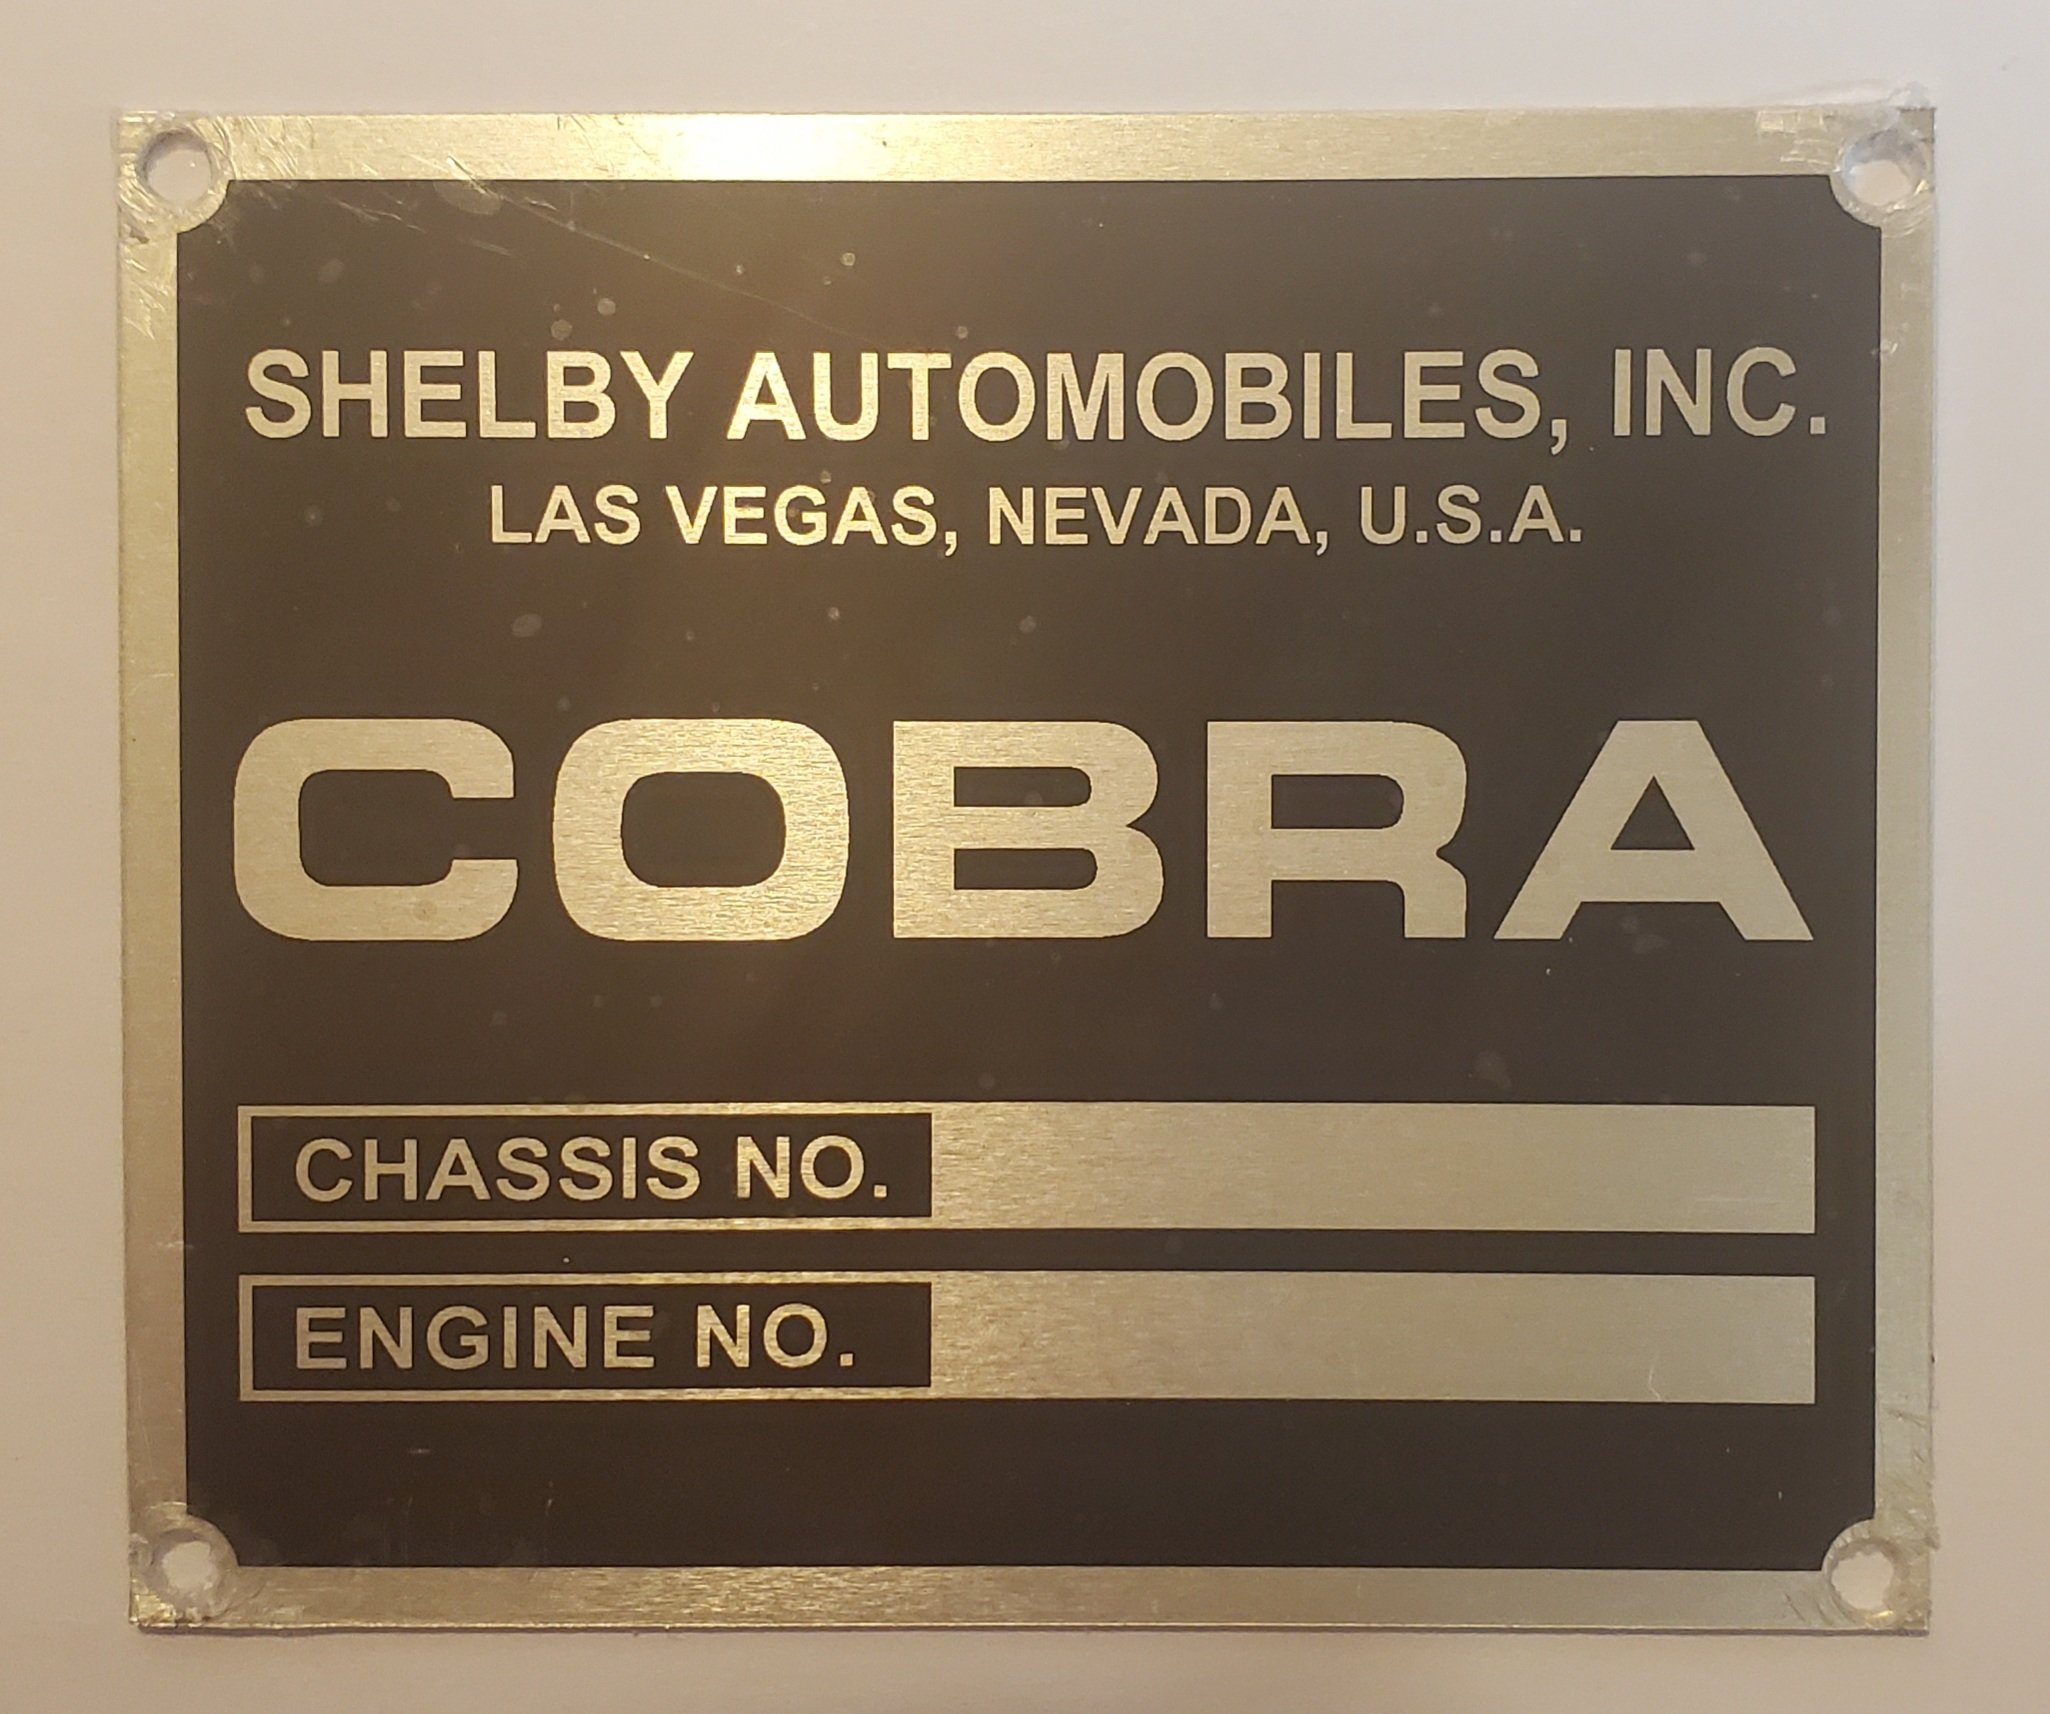 SHELBY AUTOMOBILES, INC.
LAS VEGAS, NEVADA, U.S.A.
COBRA
CHASSIS NO.
ENGINE NO.